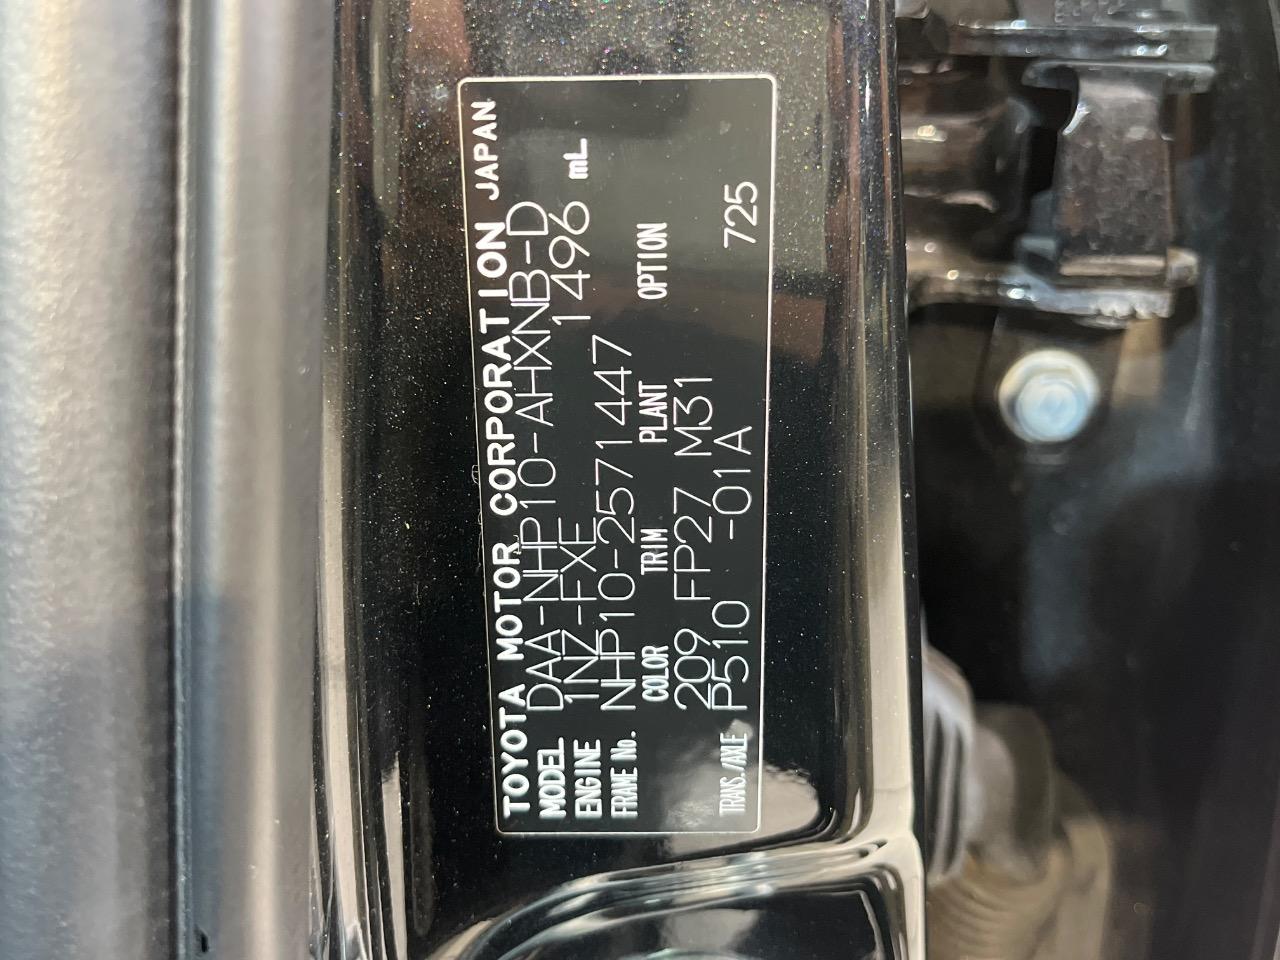 TOYOTA MOTOR CORPORATION JAPAN
MODEL DAA-NHP10-AHXNB-D
ENGINE 1NZ-FXE 1496 mL
FRAME No. NHP10-2571447
COLOR TRIM PLANT OPTION
209 FP27 M31
TRANS./AXLE P510 -01A 725